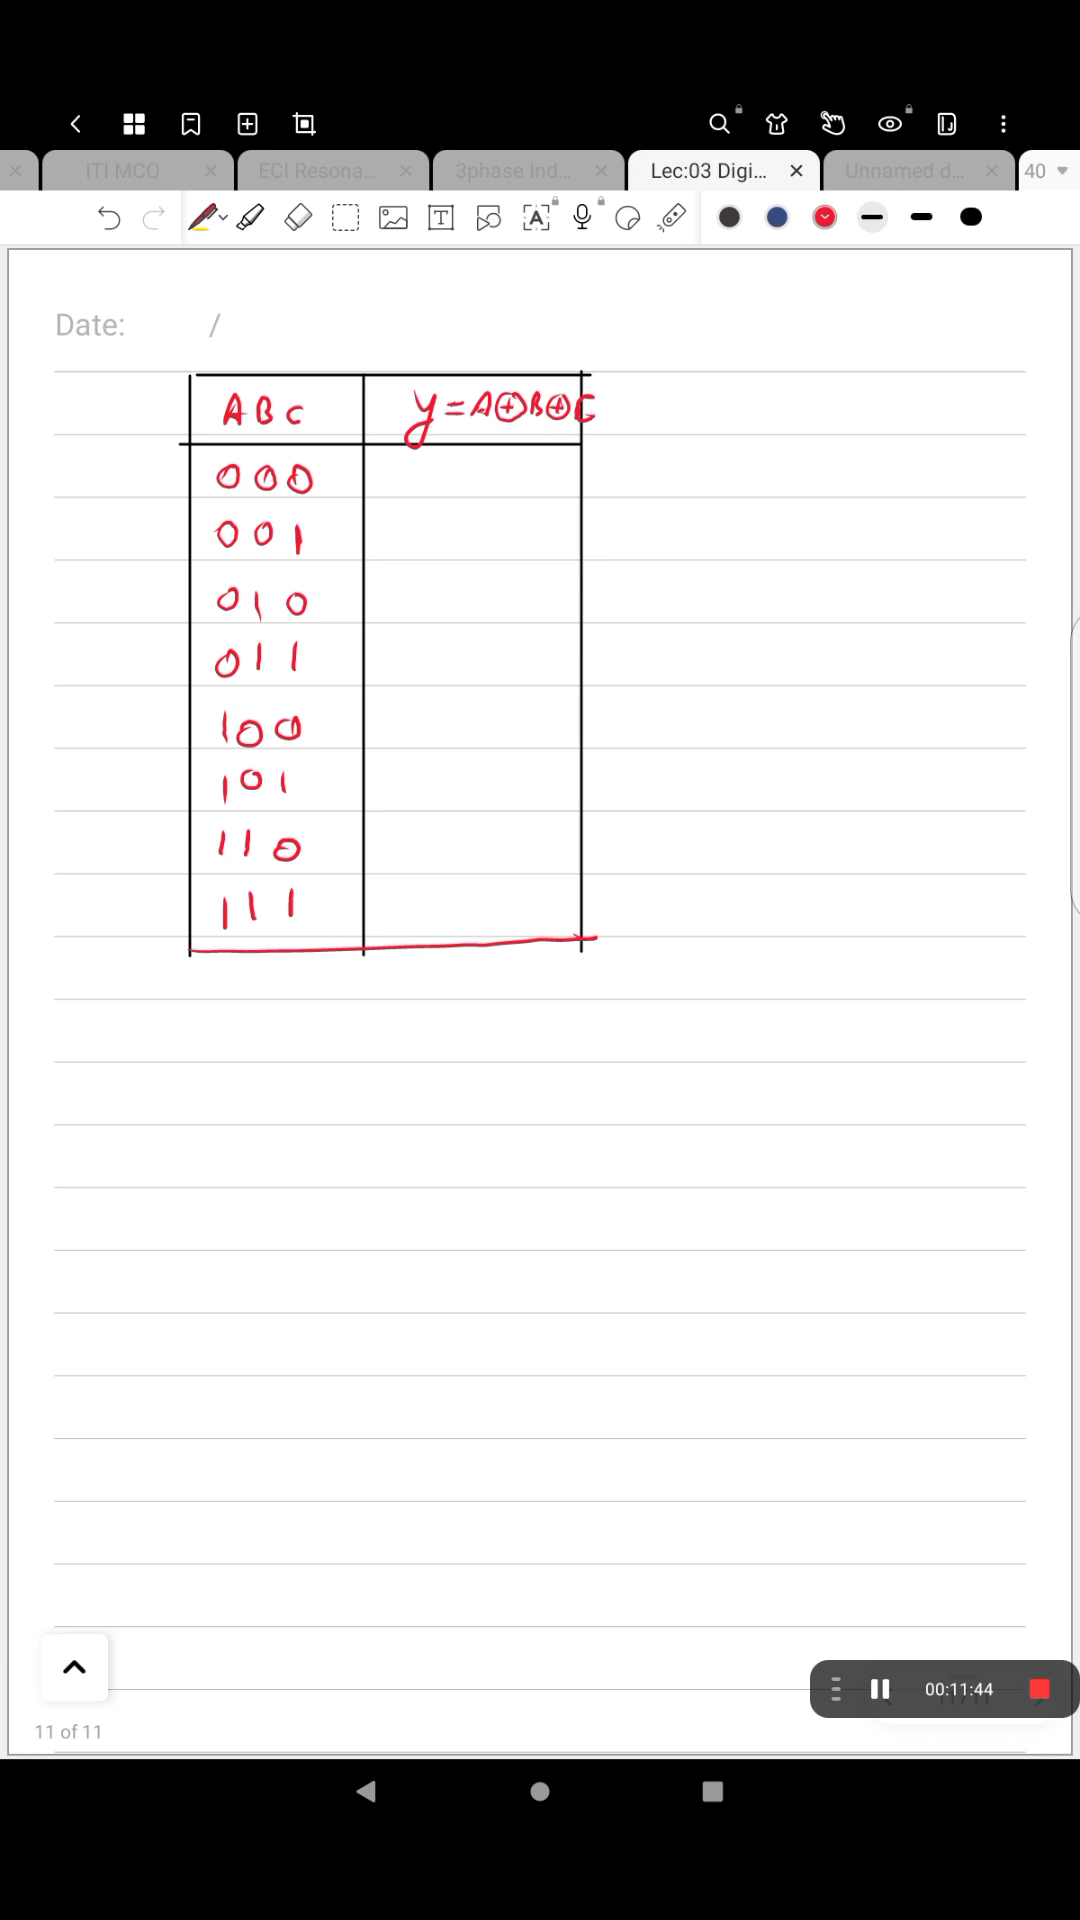 ITI MCQ ECI Resona... 3phase Ind... Lec:03 Digi... Unnamed d... 40
Date: /
A B C y = A⊕B⊕C
0 0 0
0 0 1
0 1 0
0 1 1
1 0 0
1 0 1
1 1 0
1 1 1
00:11:44
11 of 11